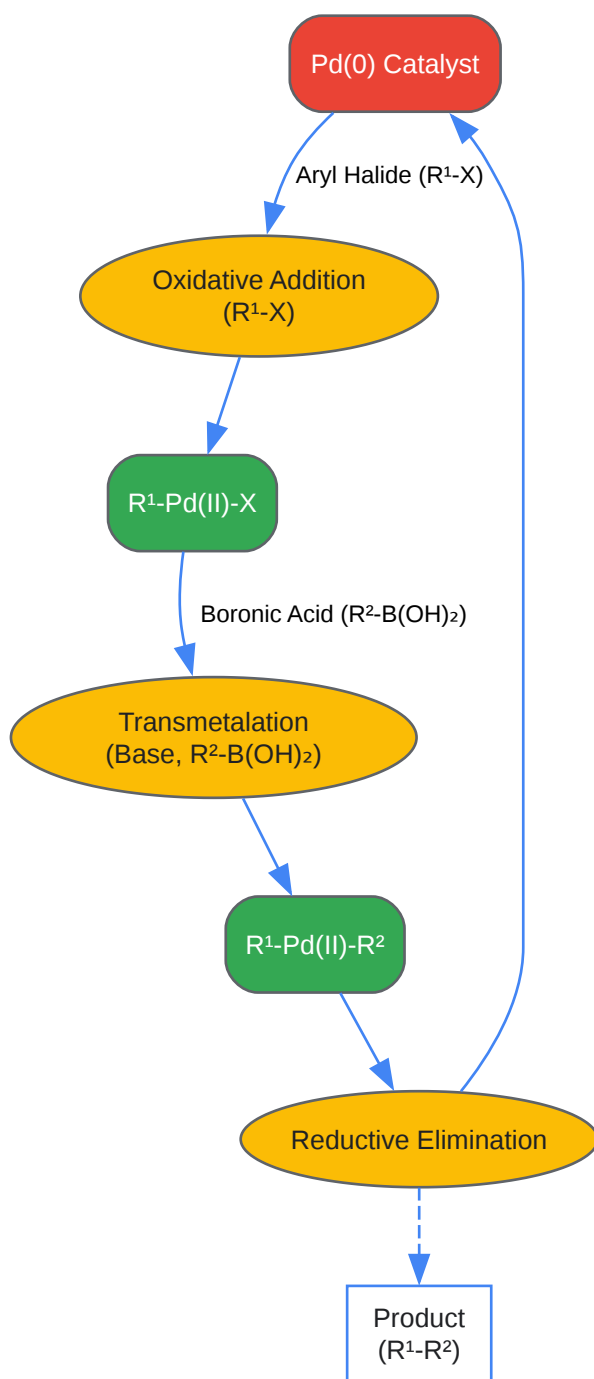 Pd(0) Catalyst
Aryl Halide (R¹-X)
Oxidative Addition
(R¹-X)
R¹-Pd(II)-X
Boronic Acid (R²-B(OH)₂)
Transmetalation
(Base, R²-B(OH)₂)
R¹-Pd(II)-R²
Reductive Elimination
Product
(R¹-R²)